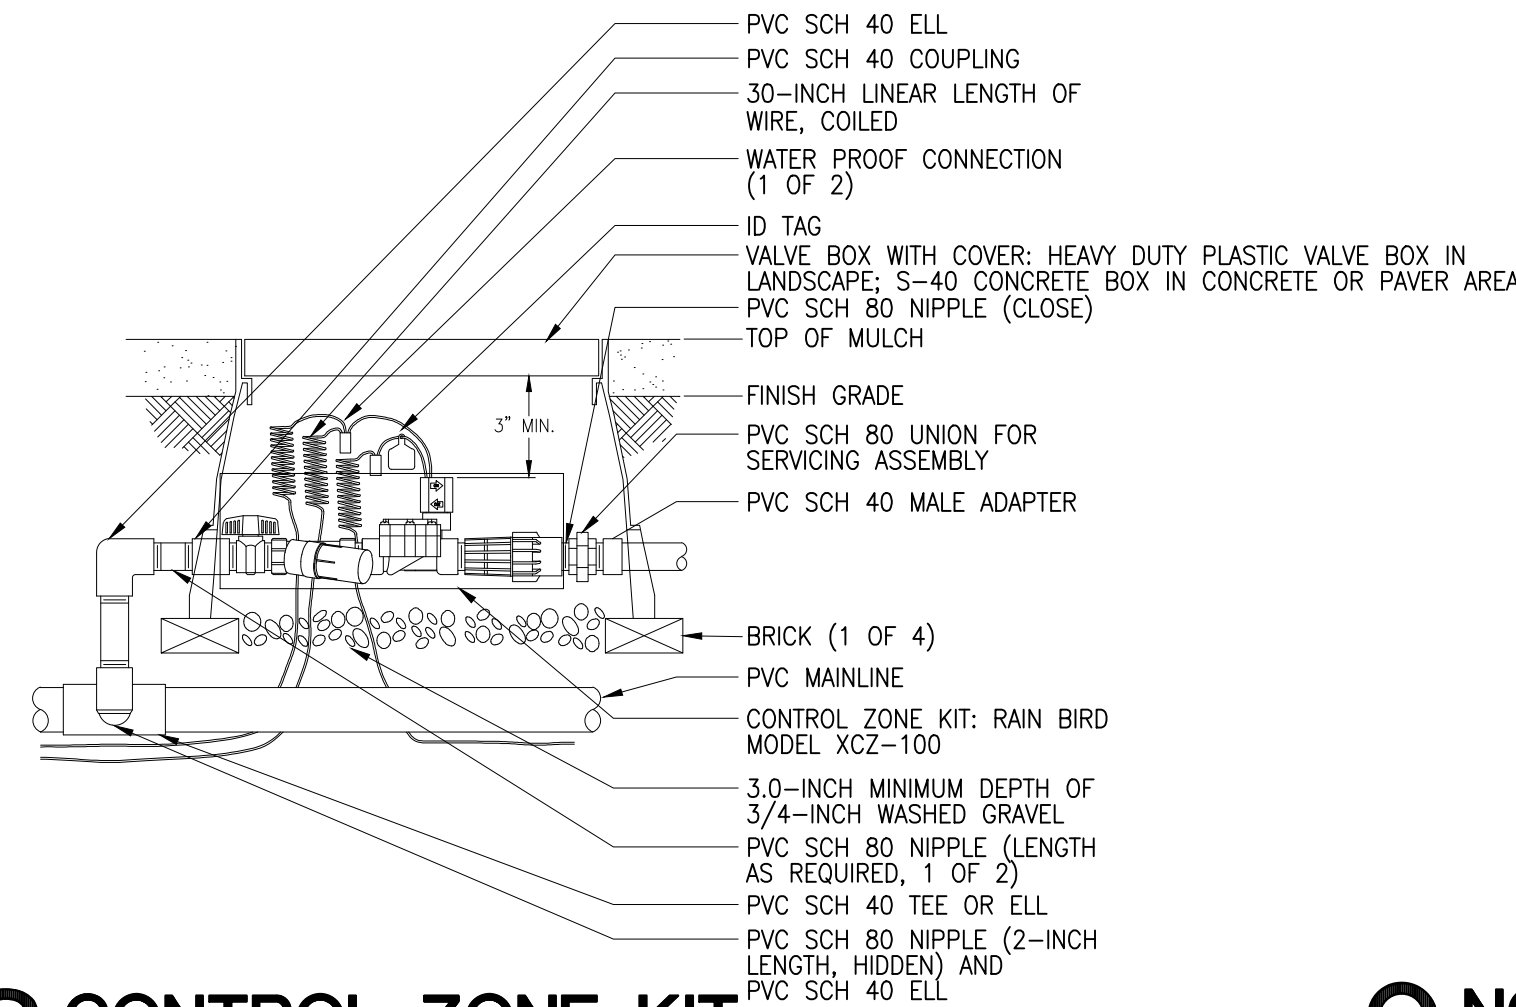 PVC SCH 40 ELL
PVC SCH 40 COUPLING
30-INCH LINEAR LENGTH OF
WIRE, COILED
WATER PROOF CONNECTION
(1 OF 2)
ID TAG
VALVE BOX WITH COVER: HEAVY DUTY PLASTIC VALVE BOX IN
LANDSCAPE; S-40 CONCRETE BOX IN CONCRETE OR PAVER AREA
PVC SCH 80 NIPPLE (CLOSE)
TOP OF MULCH
FINISH GRADE
3" MIN.
PVC SCH 80 UNION FOR
SERVICING ASSEMBLY
PVC SCH 40 MALE ADAPTER
BRICK (1 OF 4)
PVC MAINLINE
CONTROL ZONE KIT: RAIN BIRD
MODEL XCZ-100
3.0-INCH MINIMUM DEPTH OF
3/4-INCH WASHED GRAVEL
PVC SCH 80 NIPPLE (LENGTH
AS REQUIRED, 1 OF 2)
PVC SCH 40 TEE OR ELL
PVC SCH 80 NIPPLE (2-INCH
LENGTH, HIDDEN) AND
PVC SCH 40 ELL
CONTROL ZONE KIT